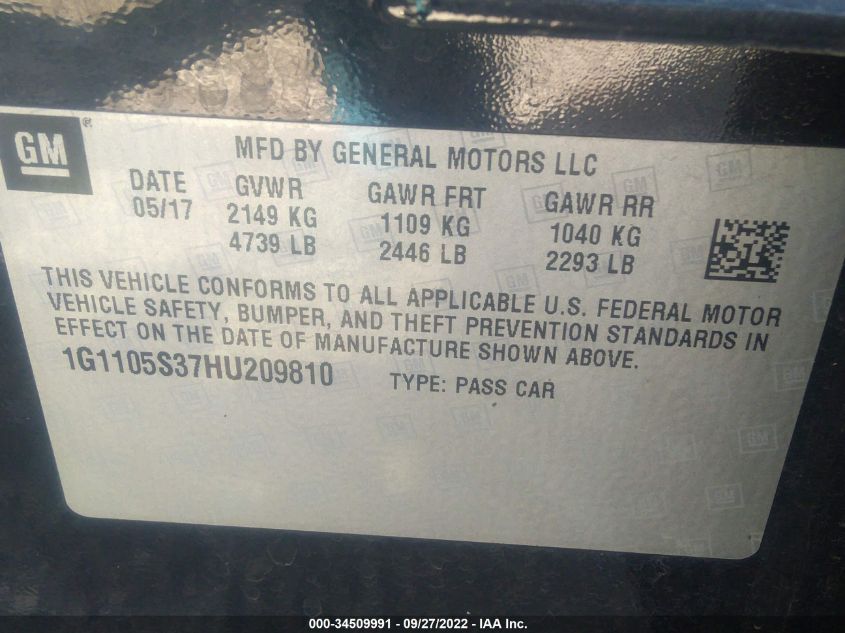 GM
MFD BY GENERAL MOTORS LLC
DATE GVWR GAWR FRT GAWR RR
05/17 2149 KG 1109 KG 1040 KG
4739 LB 2446 LB 2293 LB
THIS VEHICLE CONFORMS TO ALL APPLICABLE U.S. FEDERAL MOTOR
VEHICLE SAFETY, BUMPER, AND THEFT PREVENTION STANDARDS IN
EFFECT ON THE DATE OF MANUFACTURE SHOWN ABOVE.
1G1105S37HU209810 TYPE: PASS CAR
000-34509991 - 09/27/2022 - IAA Inc.